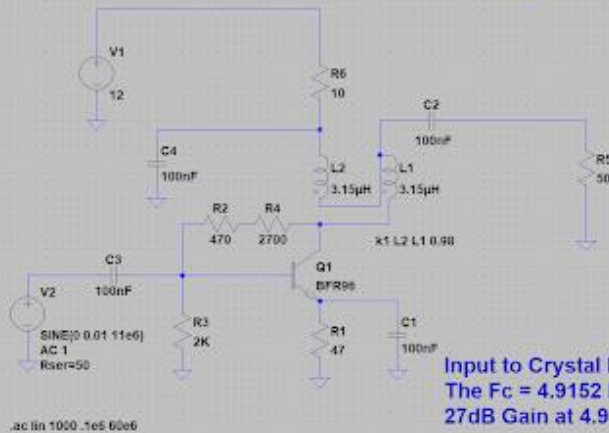 V1
12
R6
10
C2
100nF
C4
100nF
L2
3.15µH
L1
3.15µH
R5
50
R2
470
R4
2700
k1 L2 L1 0.98
C3
100nF
Q1
BFR96
V2
SINE(0 0.01 11e6)
AC 1
Rser=50
R3
2K
R1
47
C1
100nF
Input to Crystal
The Fc = 4.9152
27dB Gain at 4.9
.ac lin 1000 .1e6 60e6